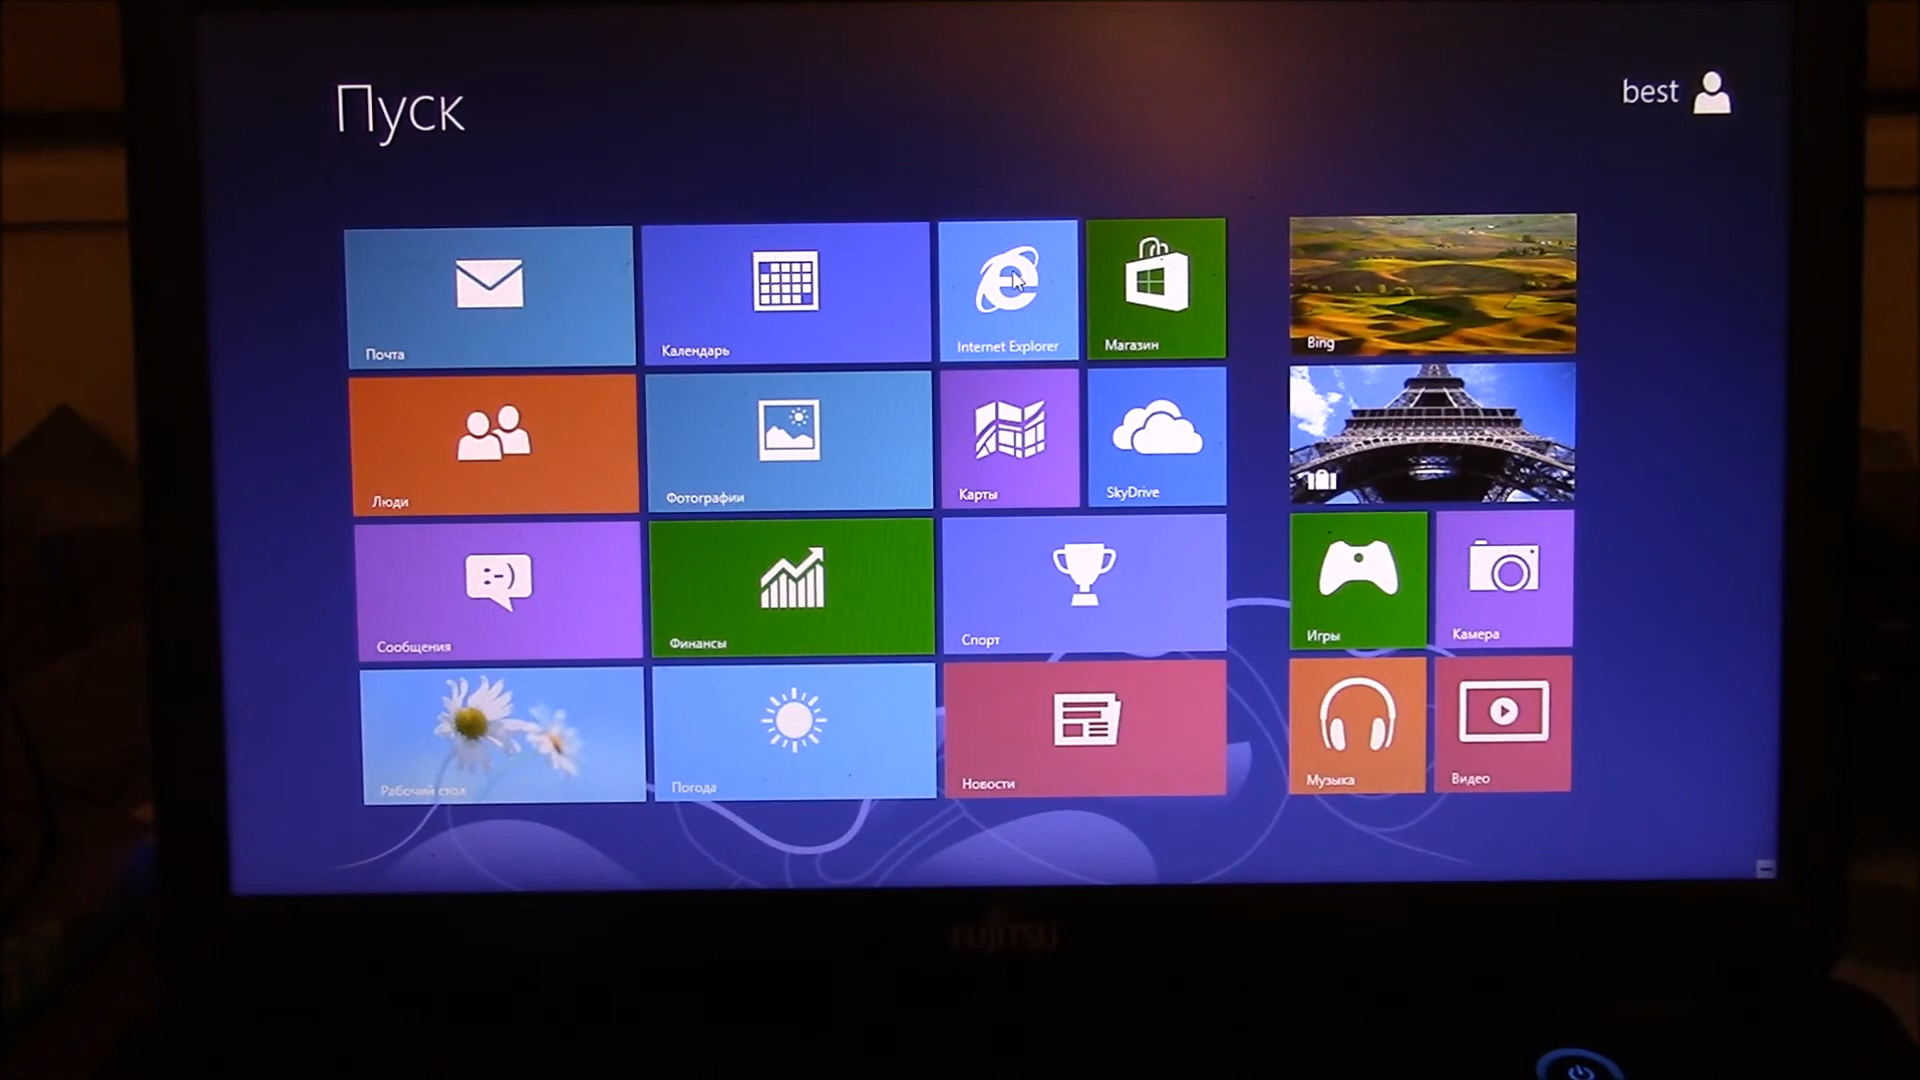 Пуск
best
Почта
Календарь
Internet Explorer
Магазин
Bing
Люди
Фотографии
Карты
SkyDrive
Сообщения
Финансы
Спорт
Игры
Камера
Рабочий стол
Погода
Новости
Музыка
Видео
FUJITSU